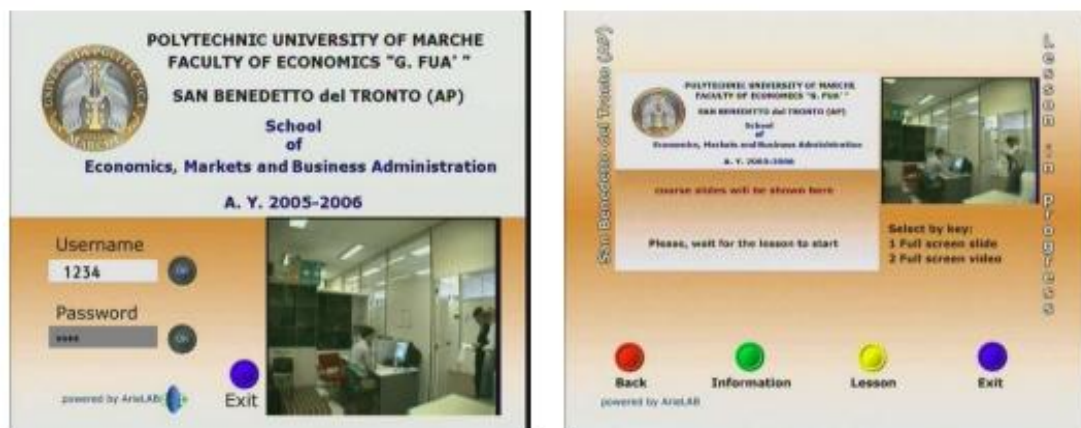 POLYTECHNIC UNIVERSITY OF MARCHE
FACULTY OF ECONOMICS "G. FUA' "
SAN BENEDETTO del TRONTO (AP)
School
of
Economics, Markets and Business Administration
A. Y. 2005-2006
Username
1234
OK
Password
****
OK
powered by ArieLAB
Exit
San Benedetto del Tronto (AP)
POLYTECHNIC UNIVERSITY OF MARCHE
FACULTY OF ECONOMICS "G. FUA' "
SAN BENEDETTO del TRONTO (AP)
School
of
Economics, Markets and Business Administration
A. Y. 2005-2006
course slides will be shown here
Please, wait for the lesson to start
Select by key:
1 Full screen slide
2 Full screen video
lesson in progress
Back
Information
Lesson
Exit
powered by ArieLAB